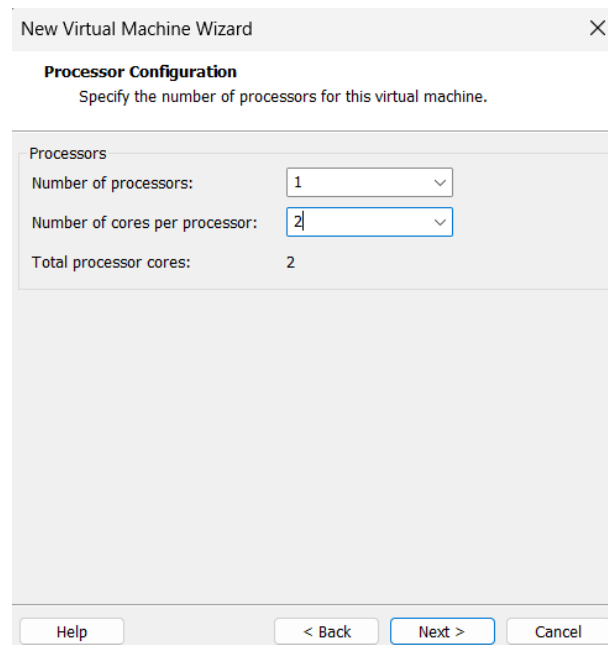 New Virtual Machine Wizard
Processor Configuration
Specify the number of processors for this virtual machine.
Processors
Number of processors: 1
Number of cores per processor: 2
Total processor cores: 2
Help < Back Next > Cancel